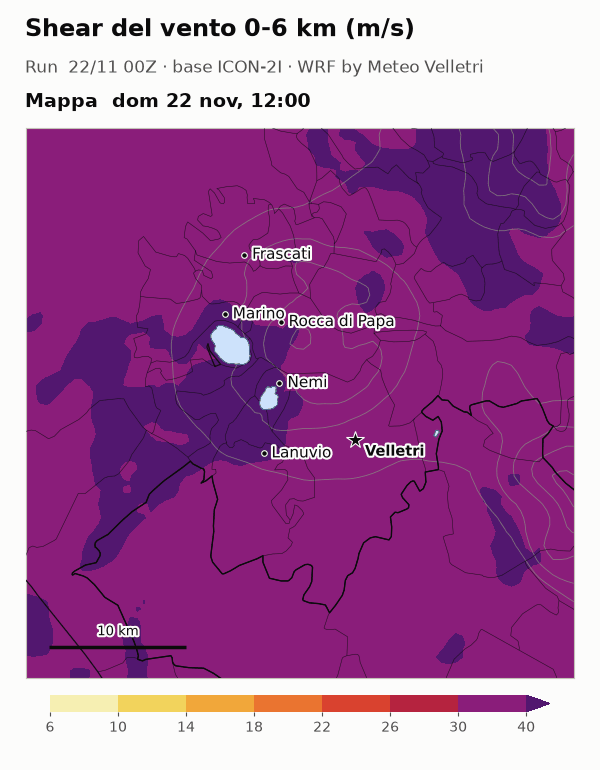 Shear del vento 0-6 km (m/s)
Run  22/11 00Z · base ICON-2I · WRF by Meteo Velletri
Mappa  dom 22 nov, 12:00
Frascati
Marino
Rocca di Papa
Nemi
Velletri
Lanuvio
10 km
6 10 14 18 22 26 30 40